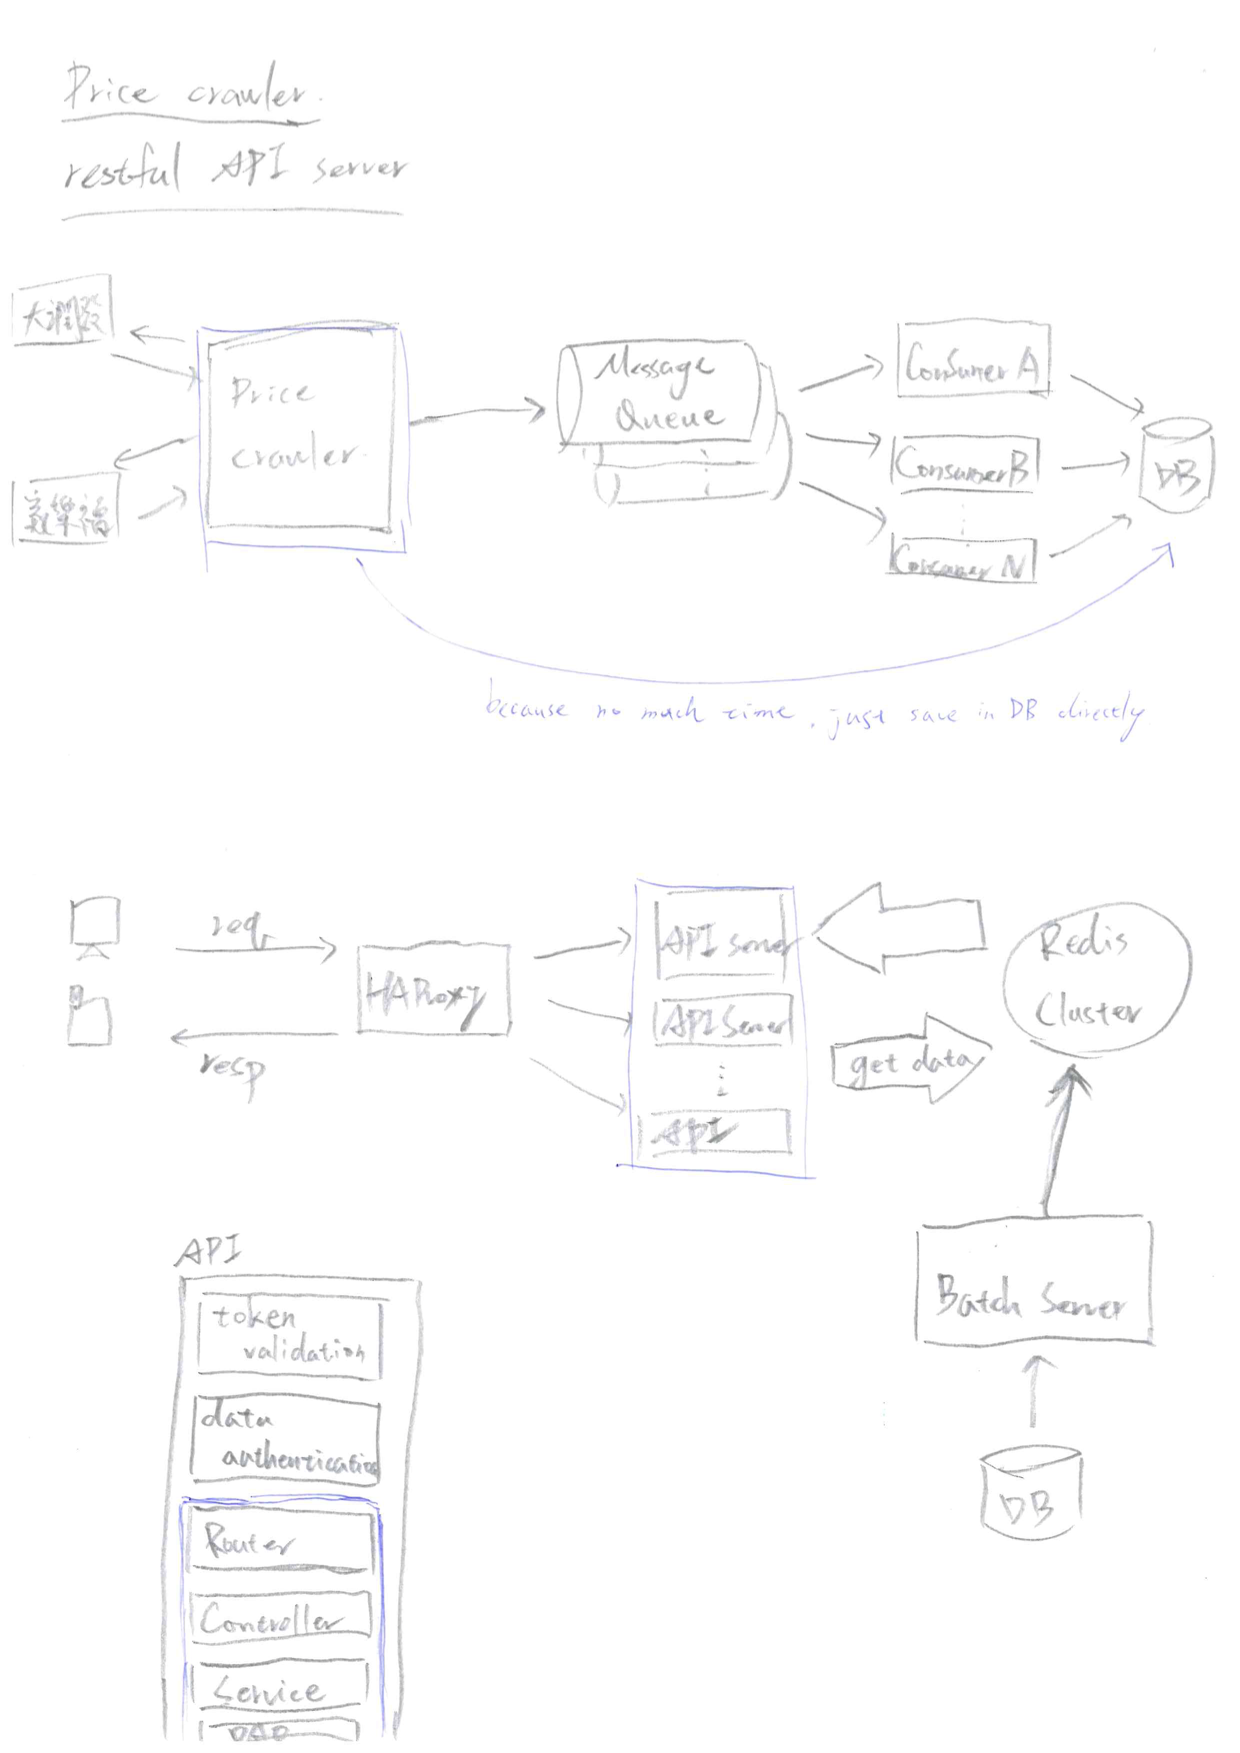 Price crawler.
restful API server
大潤發
Price
crawler.
家樂福
Message
Queue
Consumer A
Consumer B
Consumer N
DB
because no much time, just save in DB directly
req
resp
HAProxy
API Server
API Server
API
get data
Redis
Cluster
Batch Server
DB
API
token
validation
data
authentication
Router
Controller
Service
DAO